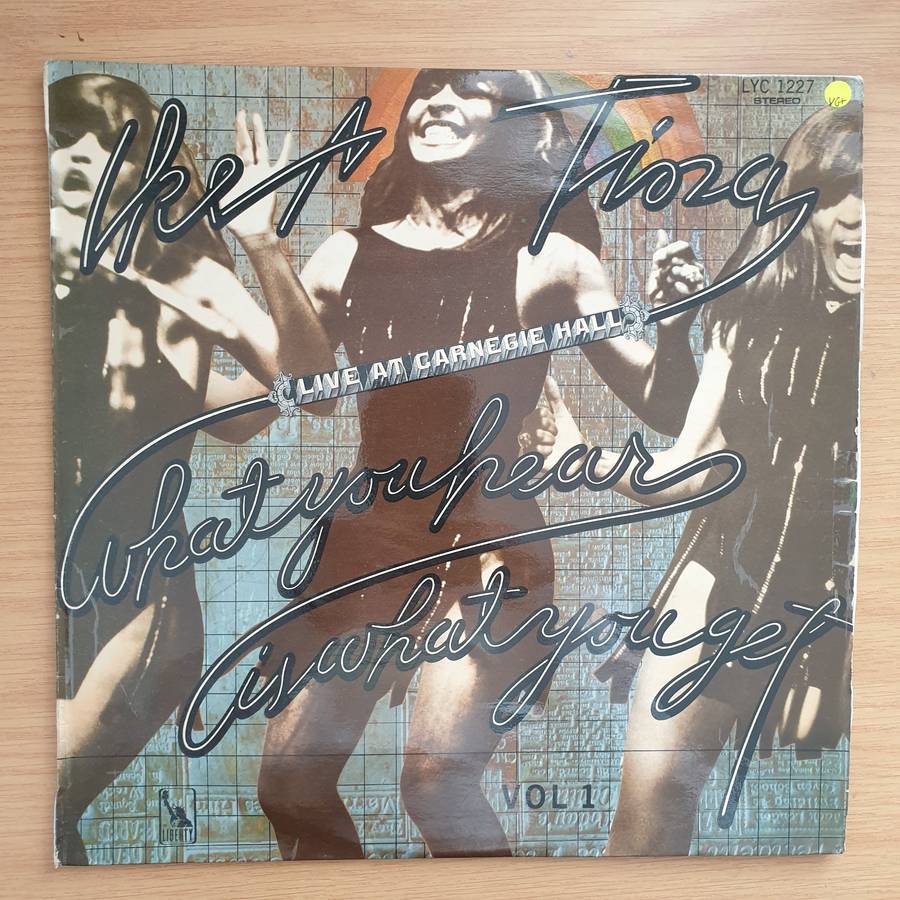 LYC 1227
STEREO
VG+
Ike & Tina
LIVE AT CARNEGIE HALL
What you hear
is what you get
VOL 1
LIBERTY